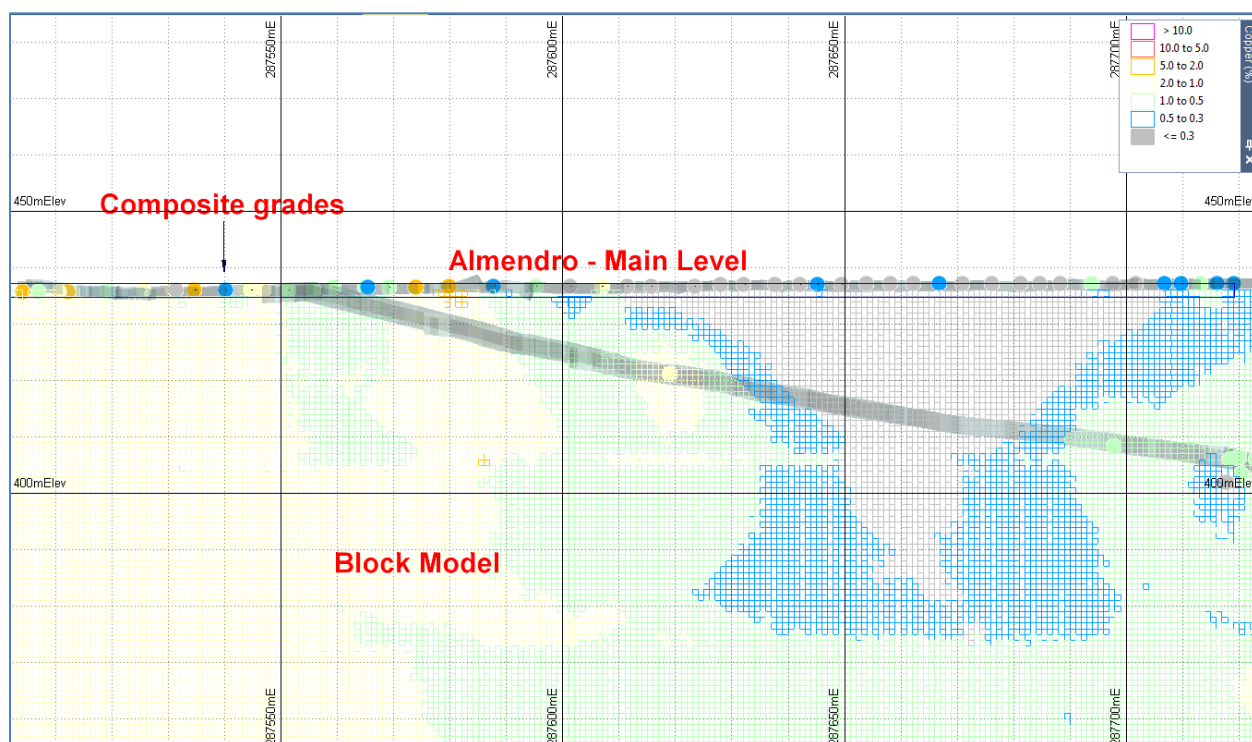 287550mE
287600mE
287700mE
Copper (%)
> 10.0
10.0 to 5.0
5.0 to 2.0
2.0 to 1.0
1.0 to 0.5
0.5 to 0.3
<= 0.3
450mElev
Composite grades
450mElev
Almendro - Main Level
400mElev
400mElev
Block Model
287550mE
287600mE
287650mE
287700mE